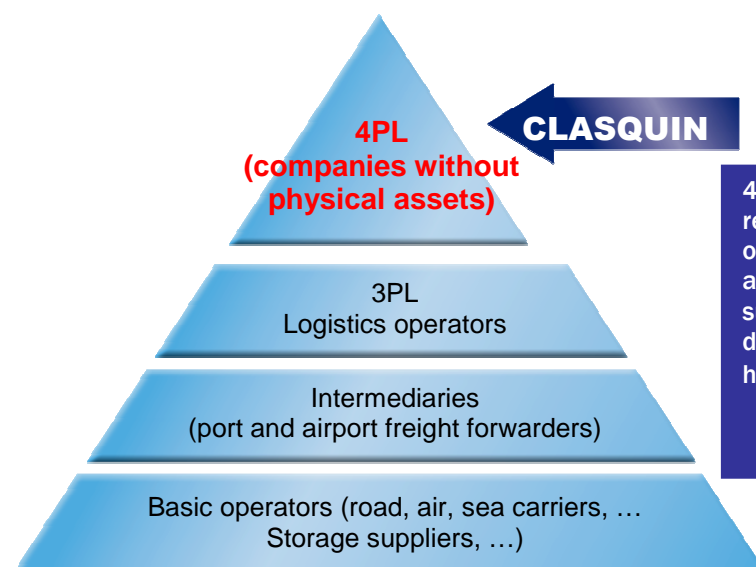 4PL
(companies without
physical assets)
CLASQUIN
3PL
Logistics operators
Intermediaries
(port and airport freight forwarders)
Basic operators (road, air, sea carriers, …
Storage suppliers, …)